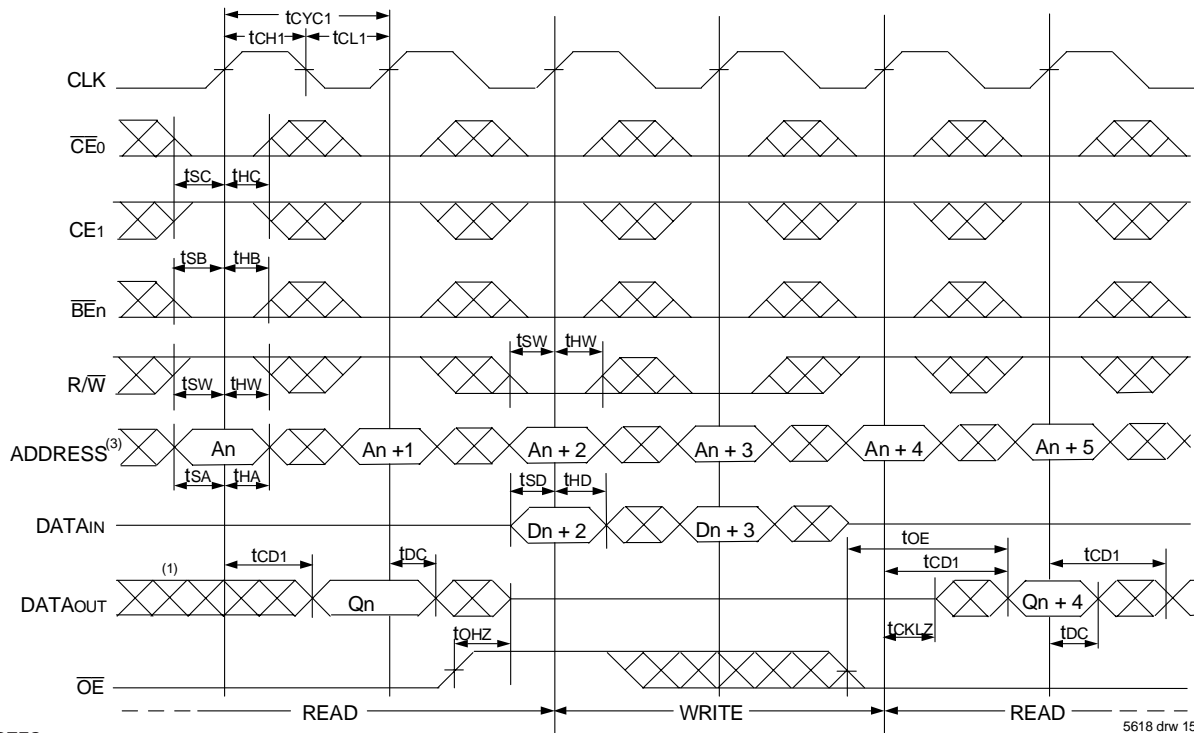 tCYC1
tCH1 tCL1
CLK
CE0
tSC tHC
CE1
tSB tHB
BEn
tSW tHW
R/W
tSW tHW
ADDRESS(3) An An +1 An + 2 An + 3 An + 4 An + 5
tSA tHA tSD tHD
DATAIN Dn + 2 Dn + 3
tOE
tCD1 tDC tCD1 tCD1
(1)
DATAOUT Qn Qn + 4
tOHZ tCKLZ tDC
OE
READ WRITE READ
5618 drw 15